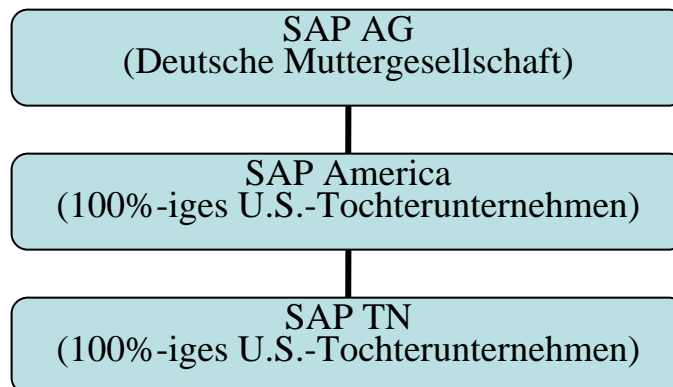 SAP AG
(Deutsche Muttergesellschaft)
SAP America
(100%-iges U.S.-Tochterunternehmen)
SAP TN
(100%-iges U.S.-Tochterunternehmen)